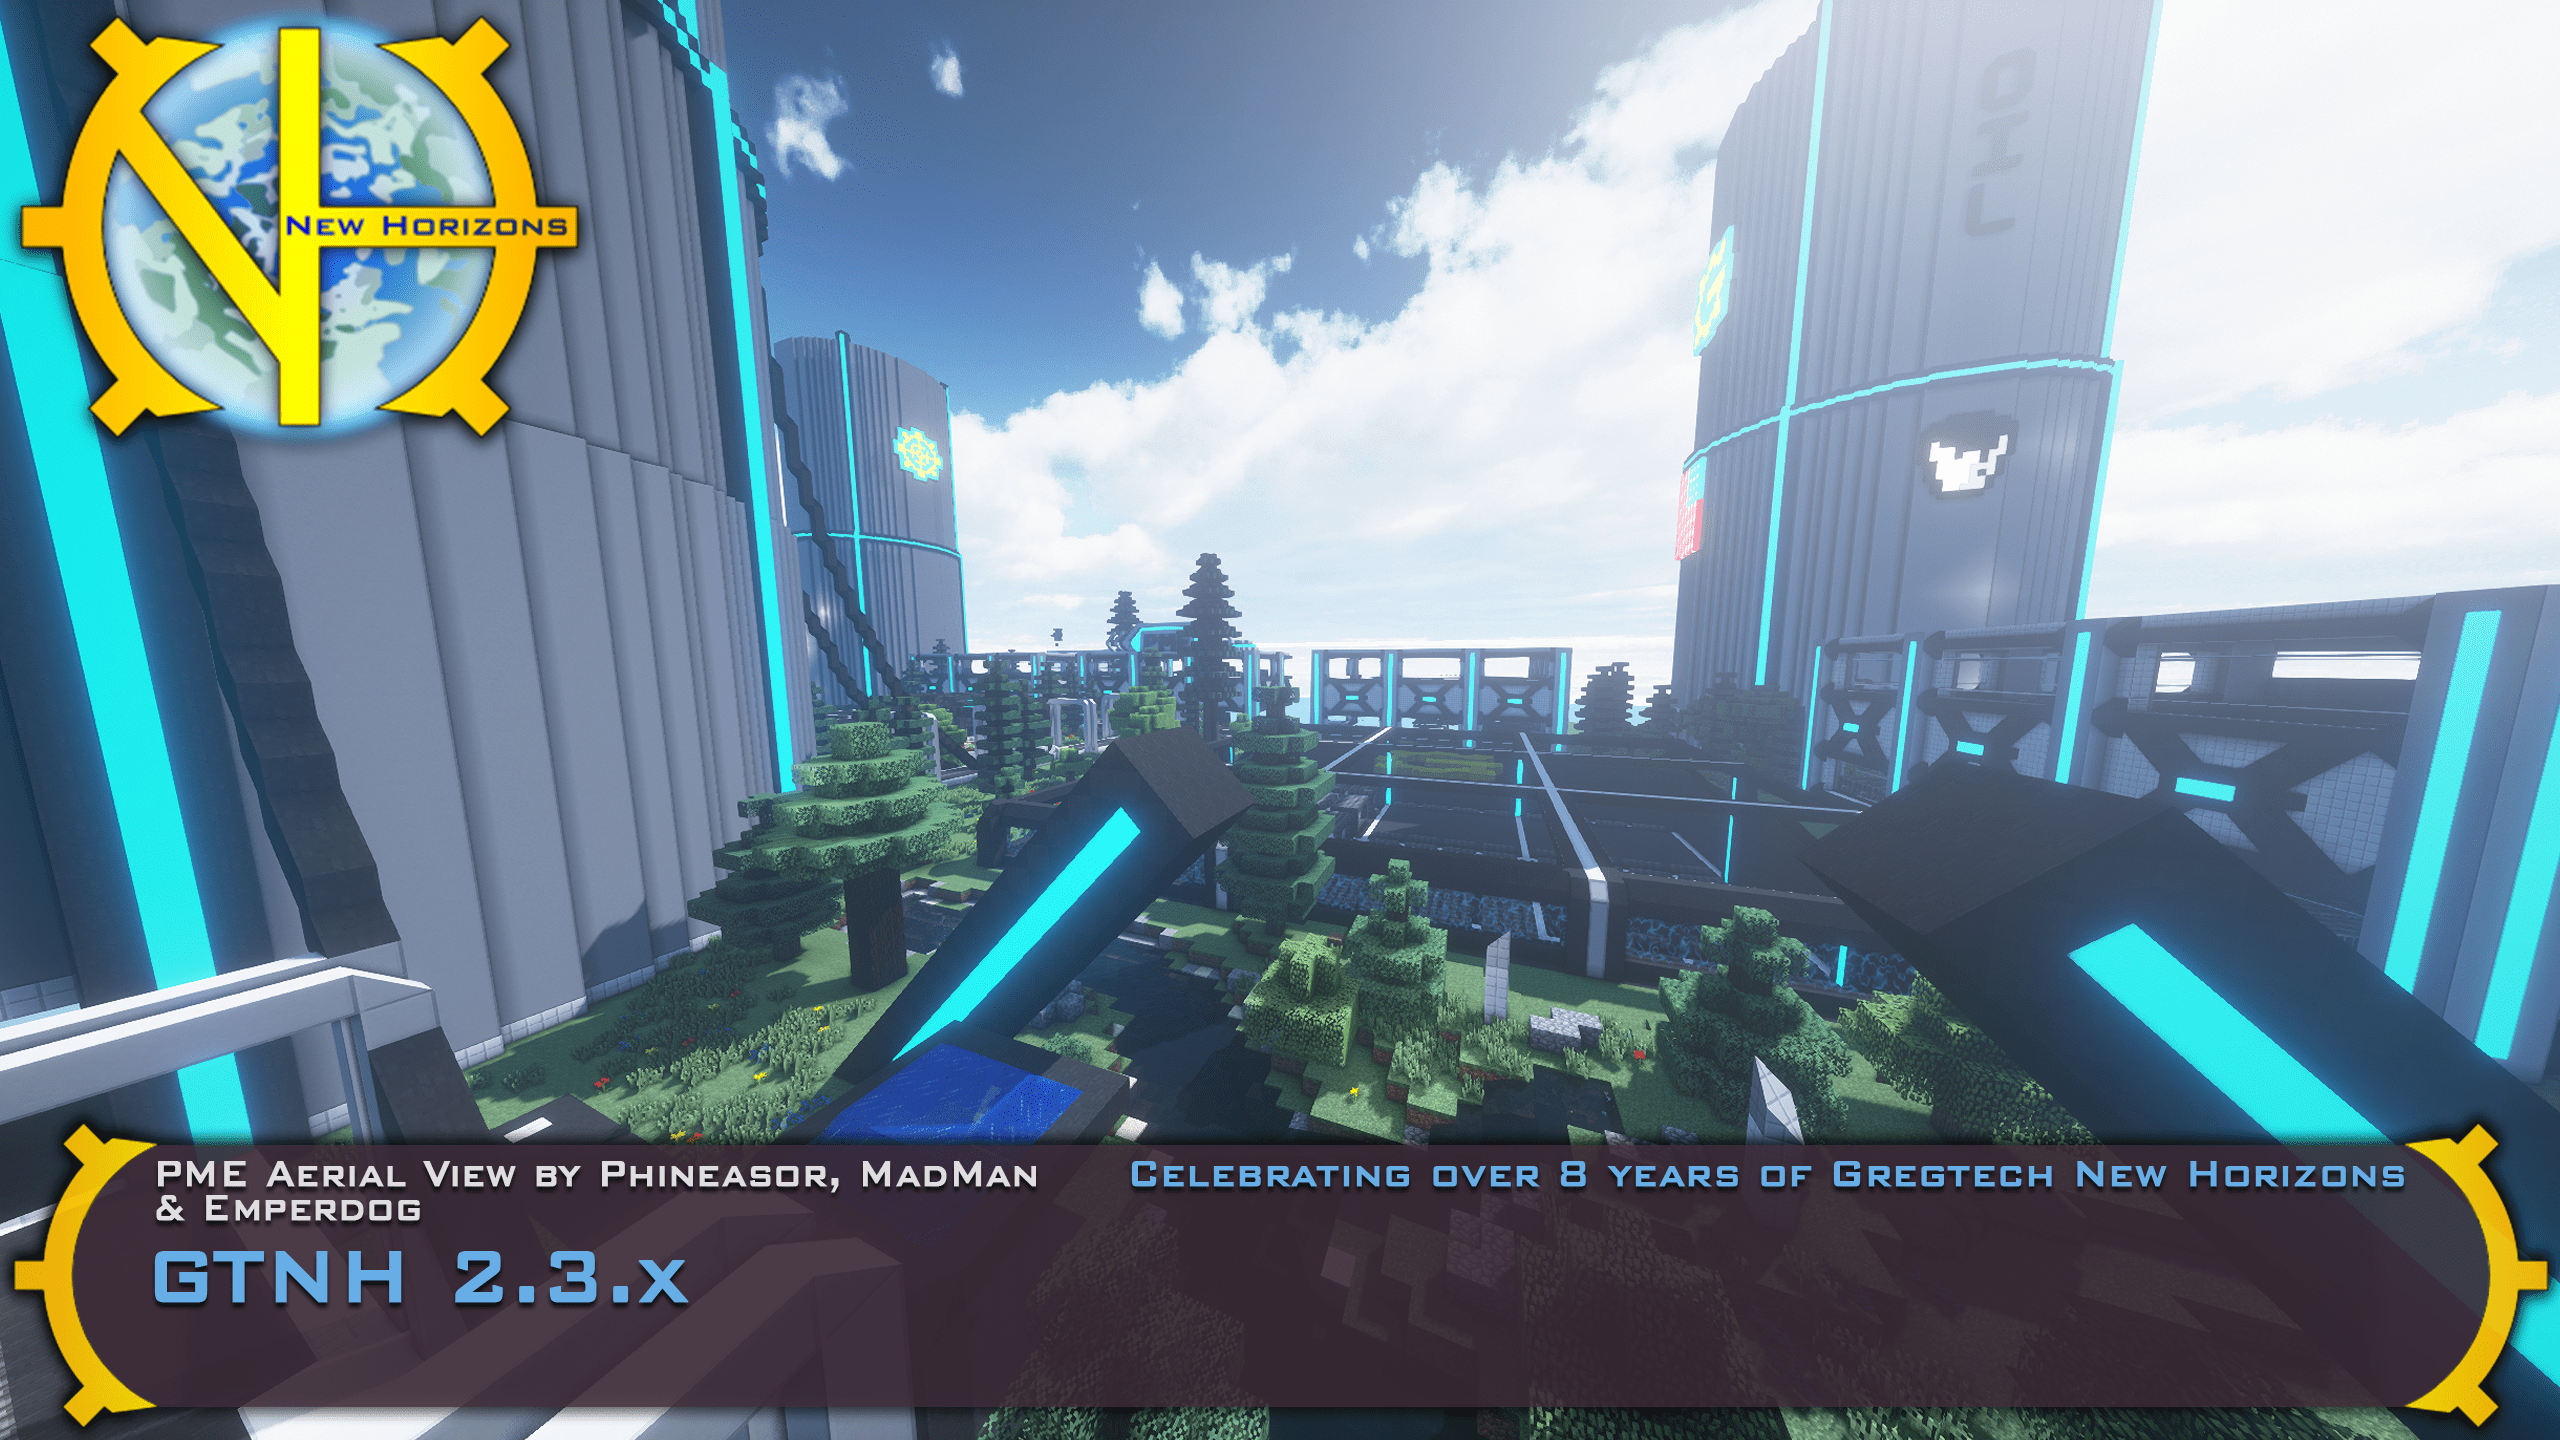 New Horizons
OIL
PME Aerial View by Phineasor, MadMan
& Emperdog
Celebrating over 8 years of Gregtech New Horizons
GTNH 2.3.x